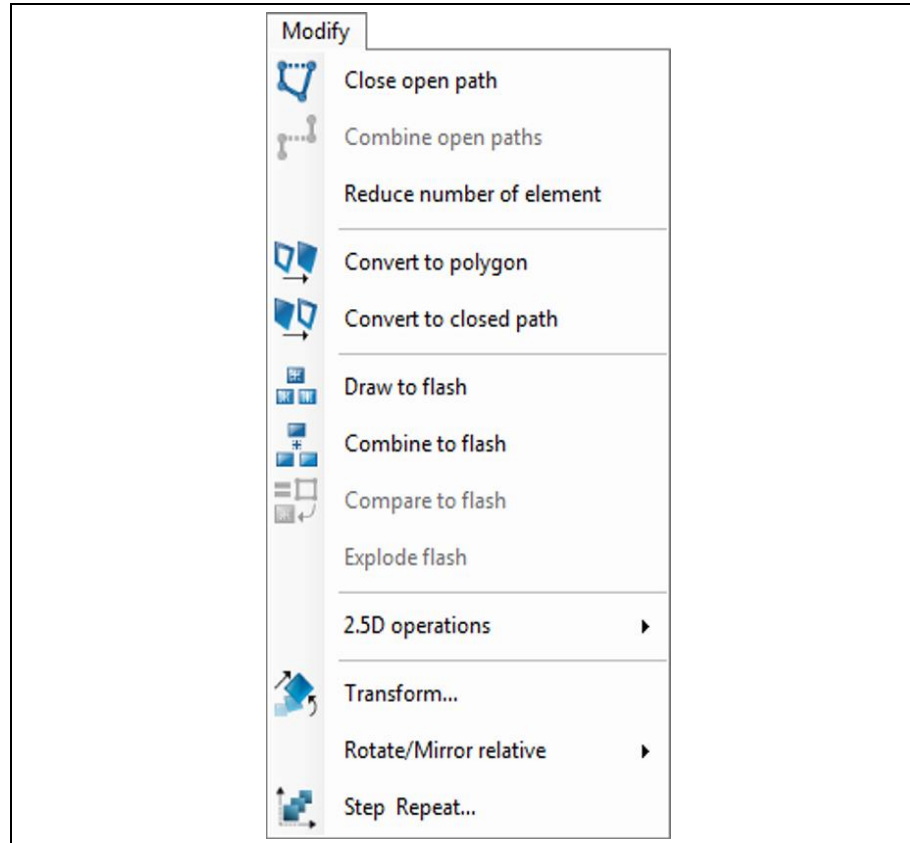 Modify
Close open path
Combine open paths
Reduce number of element
Convert to polygon
Convert to closed path
Draw to flash
Combine to flash
Compare to flash
Explode flash
2.5D operations
Transform...
Rotate/Mirror relative
Step Repeat...